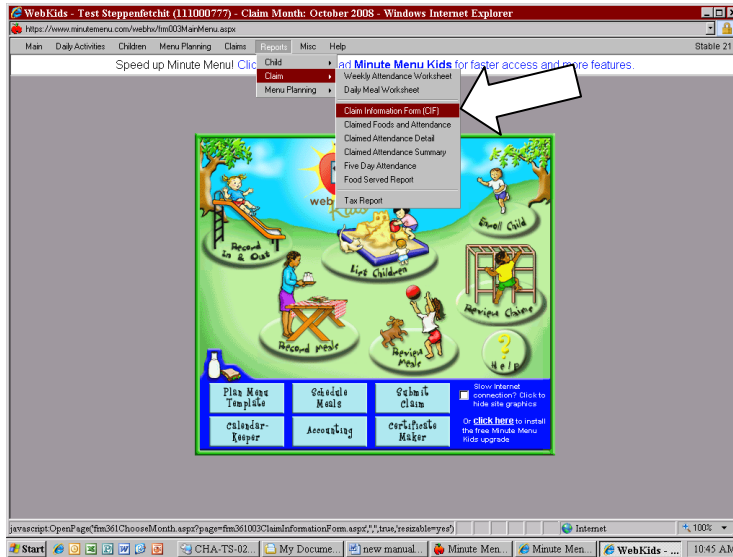 WebKids - Test Steppenfetchit (111000777) - Claim Month: October 2008 - Windows Internet Explorer
https://www.minutemenu.com/webhx/frm003MainMenu.aspx
Main Daily Activities Children Menu Planning Claims Reports Misc Help Stable 21
Speed up Minute Menu! Clic ad Minute Menu Kids for faster access and more features.
Child
Claim
Menu Planning
Weekly Attendance Worksheet
Daily Meal Worksheet
Claim Information Form (CIF)
Claimed Foods and Attendance
Claimed Attendance Detail
Claimed Attendance Summary
Five Day Attendance
Food Served Report
Tax Report
web
Kids
Enroll Child
Record In & Out
List Children
Review Claims
Record Meals
Review Meals
?
Help
Plan Menu Template
Schedule Meals
Submit Claim
Calendar-Keeper
Accounting
Certificate Maker
Slow Internet connection? Click to hide site graphics
Or click here to install the free Minute Menu Kids upgrade
javascript:OpenPage('frm361ChooseMonth.aspx?page=frm361003ClaimInformationForm.aspx','','',true,'resizable=yes') Internet 100%
Start CHA-TS-02... My Docume... new manual... Minute Men... Minute Men... WebKids - ... 10:45 AM